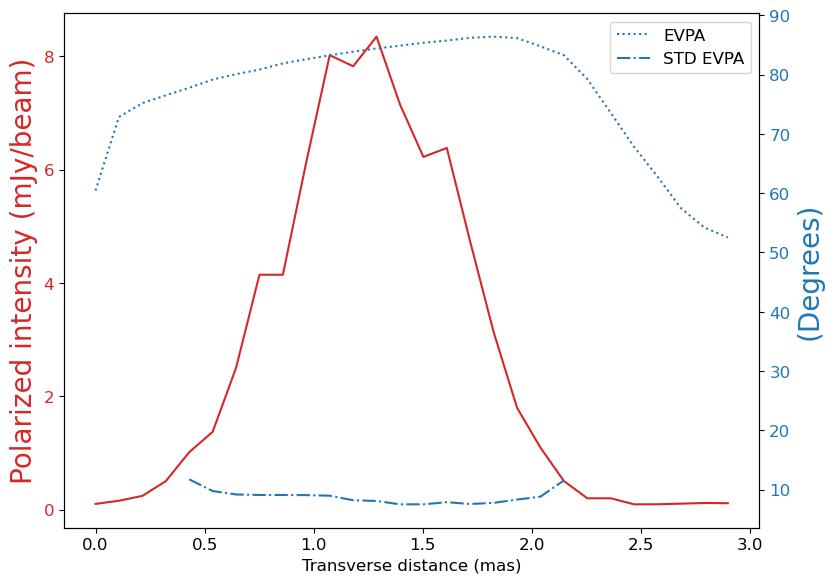 Polarized intensity (mJy/beam)
8
6
4
2
0
0.0 0.5 1.0 1.5 2.0 2.5 3.0
Transverse distance (mas)
EVPA
STD EVPA
90
80
70
60
50
40
30
20
10
(Degrees)